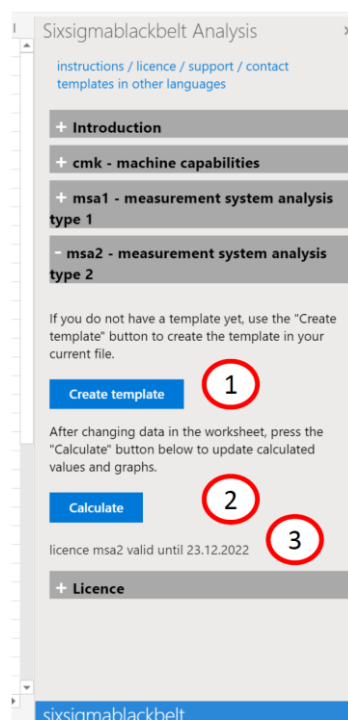 Sixsigmablackbelt Analysis
instructions / licence / support / contact
templates in other languages
+ Introduction
+ cmk - machine capabilities
+ msa1 - measurement system analysis
type 1
- msa2 - measurement system analysis
type 2
If you do not have a template yet, use the "Create
template" button to create the template in your
current file.
1
Create template
After changing data in the worksheet, press the
"Calculate" button below to update calculated
values and graphs.
2
Calculate
3
licence msa2 valid until 23.12.2022
+ Licence
sixsigmablackbelt